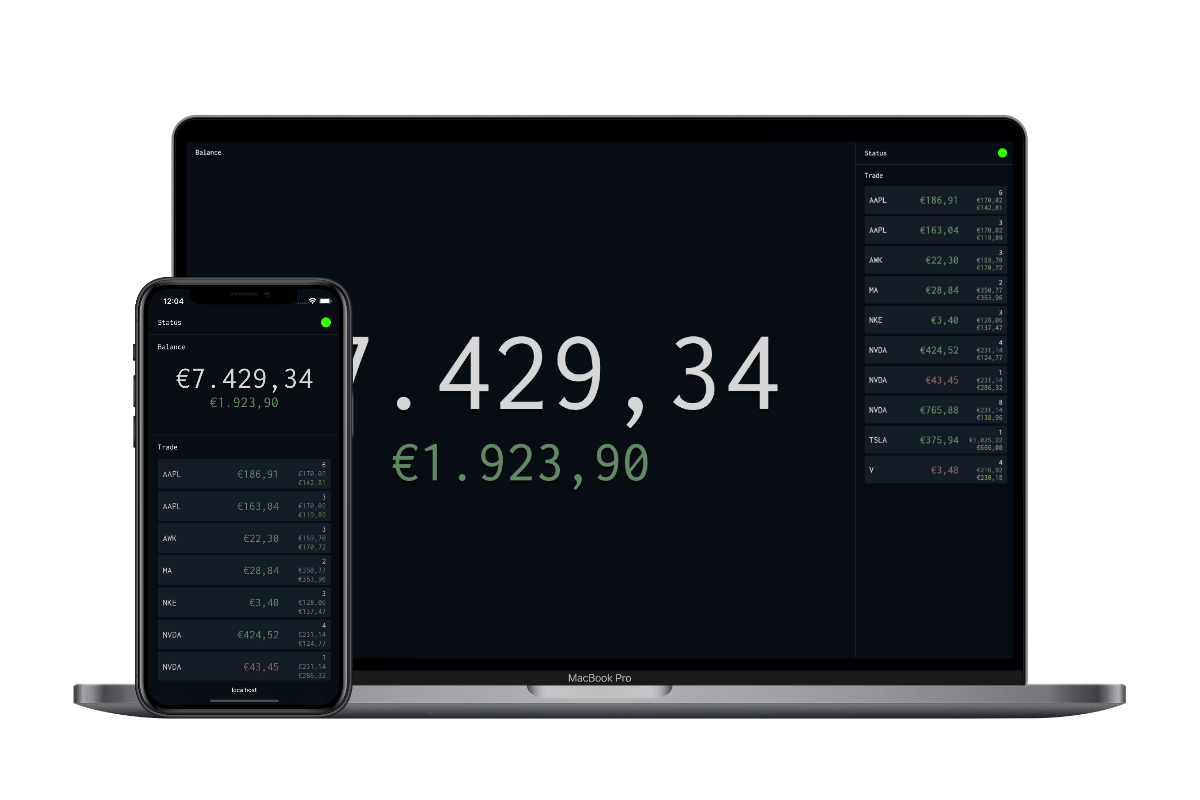 Balance
7.429,34
€1.923,90
Status
Trade
6
AAPL €186,91 €170,02
€142,81
3
AAPL €163,04 €170,02
€119,89
3
AWK €22,30 €169,70
€170,72
2
MA €28,84 €350,77
€353,96
3
NKE €3,40 €128,06
€137,47
4
NVDA €424,52 €231,14
€124,77
1
NVDA €43,45 €231,14
€286,32
8
NVDA €765,88 €231,14
€138,96
1
TSLA €375,94 €1.025,22
€666,00
4
V €3,48 €216,92
€230,18
MacBook Pro
12:04
Status
Balance
€7.429,34
€1.923,90
Trade
6
AAPL €186,91 €170,02
€142,81
3
AAPL €163,04 €170,02
€119,89
3
AWK €22,30 €169,70
€170,72
2
MA €28,84 €350,77
€353,96
3
NKE €3,40 €128,06
€137,47
4
NVDA €424,52 €231,14
€124,77
1
NVDA €43,45 €231,14
€286,32
localhost